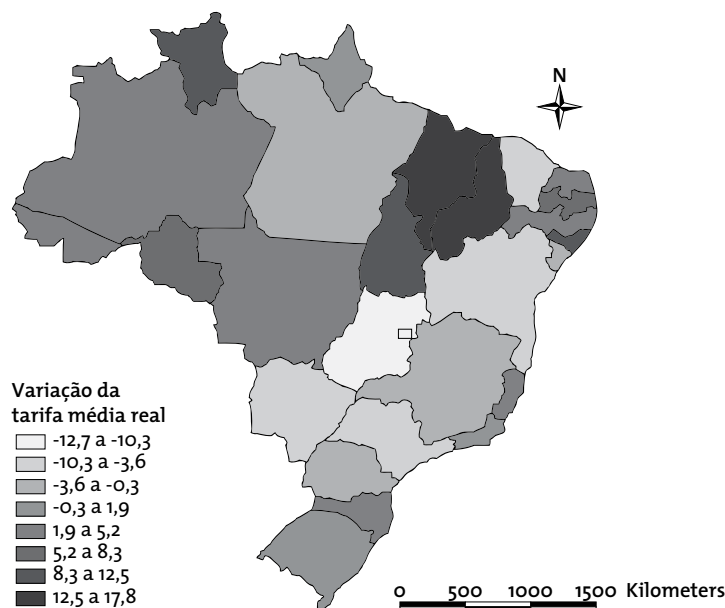 N
Variação da
tarifa média real
-12,7 a -10,3
-10,3 a -3,6
-3,6 a -0,3
-0,3 a 1,9
1,9 a 5,2
5,2 a 8,3
8,3 a 12,5
12,5 a 17,8
0 500 1000 1500 Kilometers